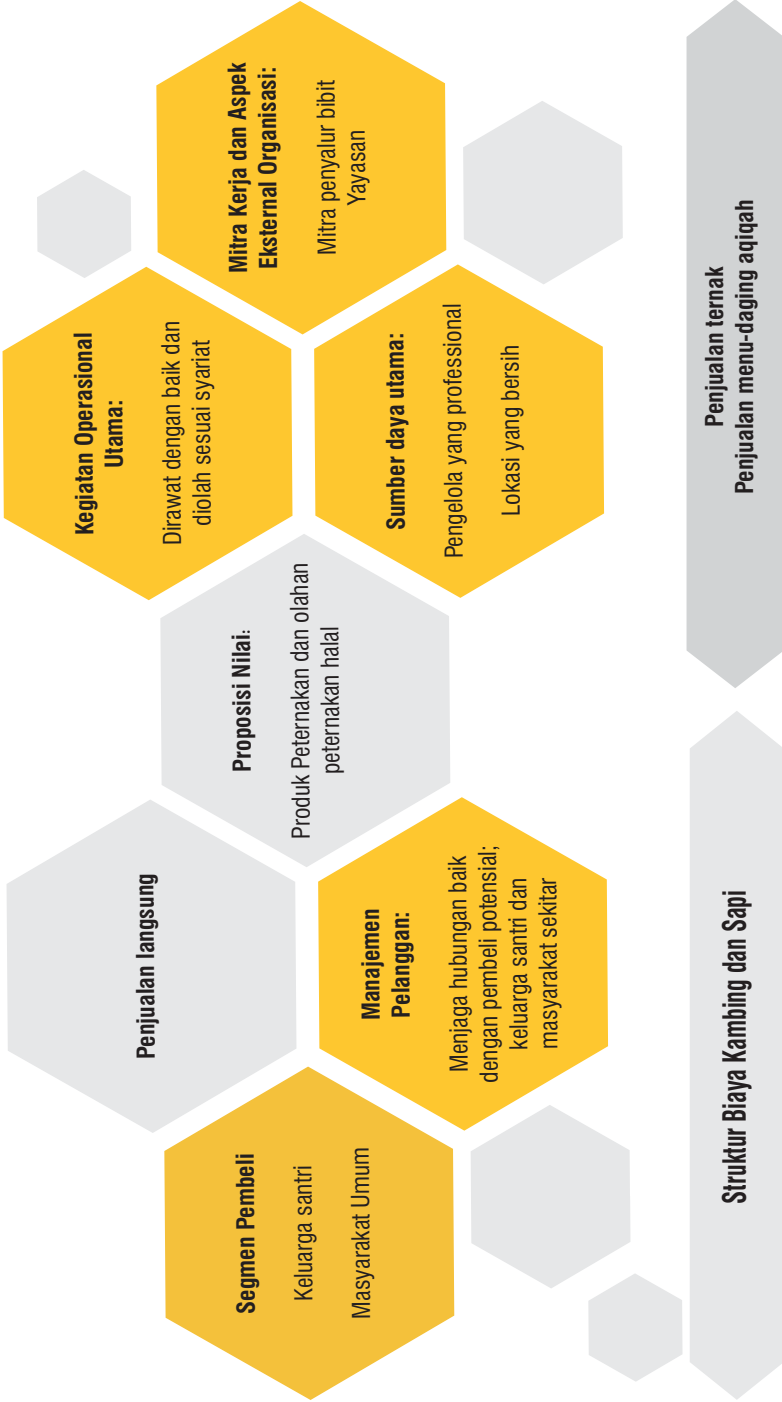 Segmen Pembeli
Keluarga santri
Masyarakat Umum
Penjualan langsung
Manajemen
Pelanggan:
Menjaga hubungan baik
dengan pembeli potensial;
keluarga santri dan
masyarakat sekitar
Proposisi Nilai:
Produk Peternakan dan olahan
peternakan halal
Kegiatan Operasional
Utama:
Dirawat dengan baik dan
diolah sesuai syariat
Sumber daya utama:
Pengelola yang professional
Lokasi yang bersih
Mitra Kerja dan Aspek
Eksternal Organisasi:
Mitra penyalur bibit
Yayasan
Struktur Biaya Kambing dan Sapi
Penjualan ternak
Penjualan menu-daging aqiqah